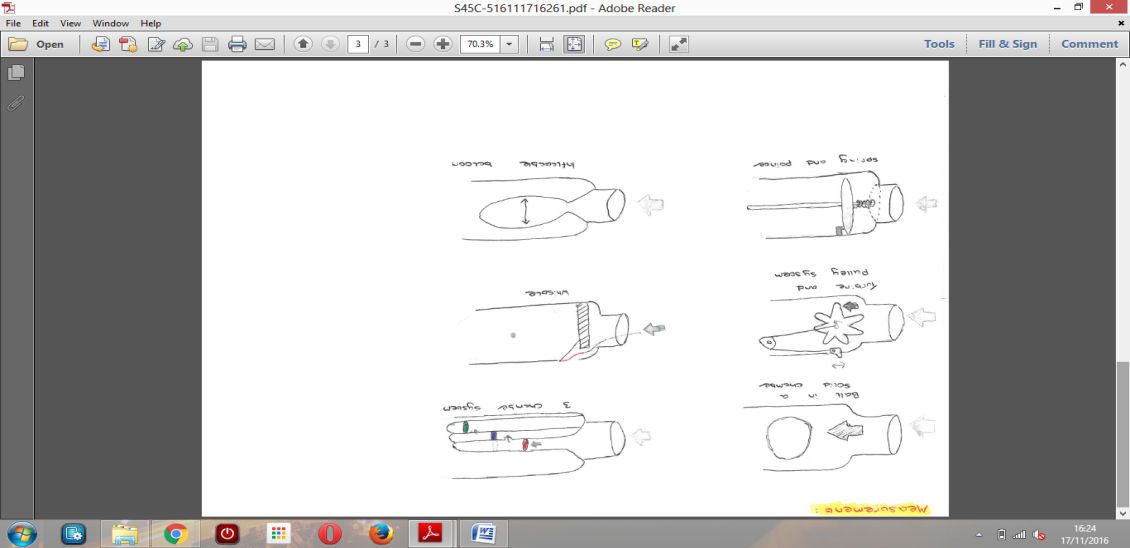 S45C-516111716261.pdf - Adobe Reader
File Edit View Window Help
Open
3 / 3
70.3%
Tools Fill & Sign Comment
Measurement:
Ball in a
solid chamber
3 chamber system
Turbine and
Pulley system
Whistle
spring and pointer
Inflatable balloon
16:24
17/11/2016